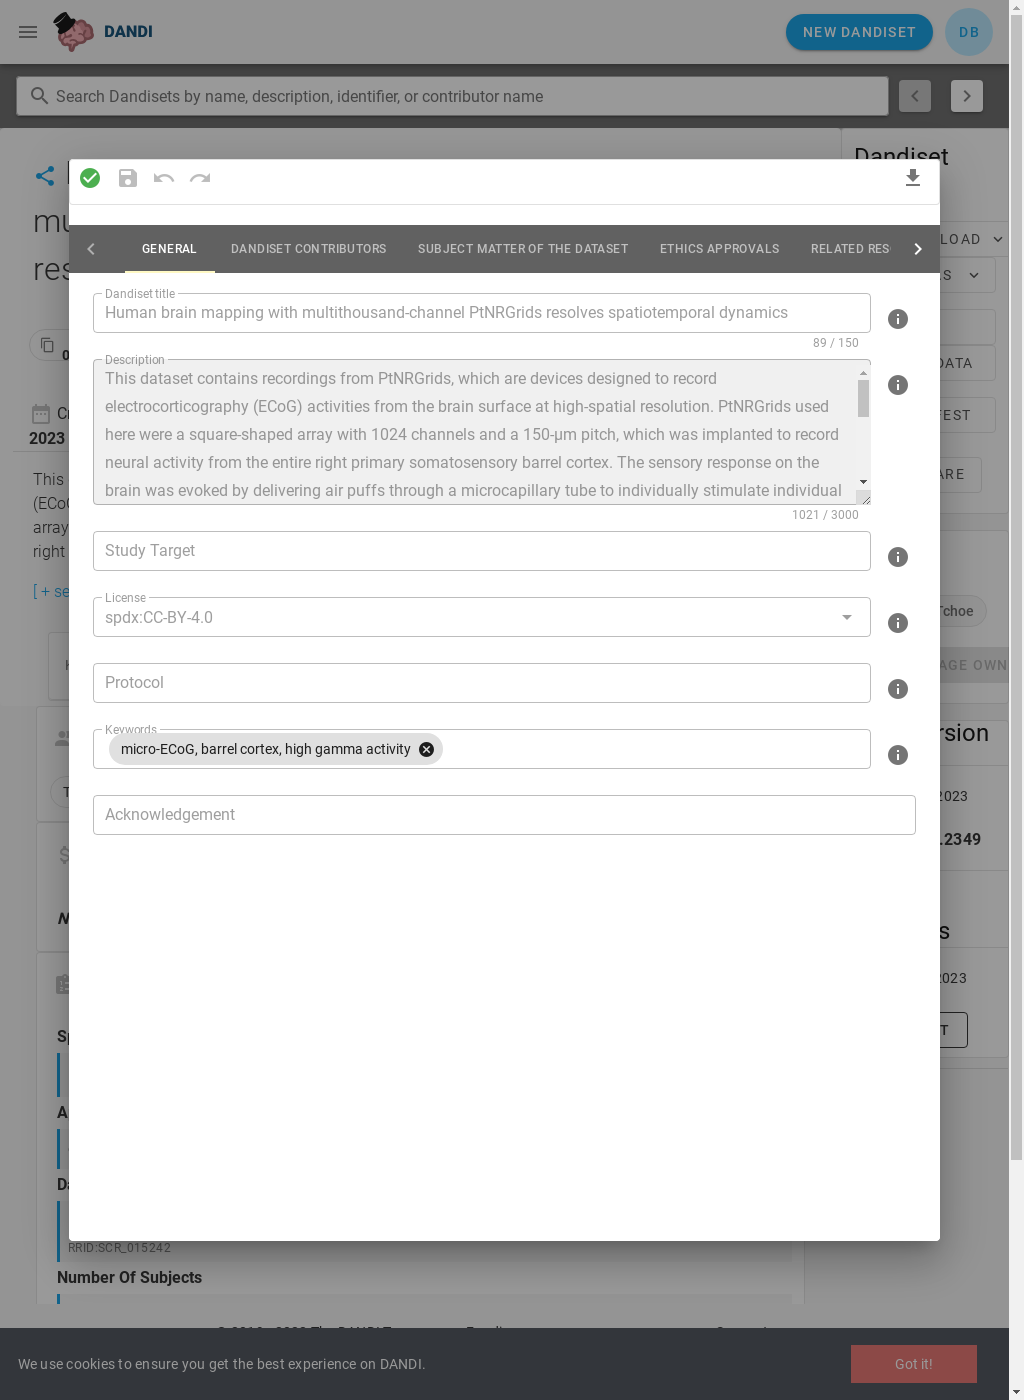 DANDI
NEW DANDISET
DB
Search Dandisets by name, description, identifier, or contributor name
Dandiset
mu
res
LOAD
GENERAL
DANDISET CONTRIBUTORS
SUBJECT MATTER OF THE DATASET
ETHICS APPROVALS
RELATED RES
S
Dandiset title
Human brain mapping with multithousand-channel PtNRGrids resolves spatiotemporal dynamics
89 / 150
Description
This dataset contains recordings from PtNRGrids, which are devices designed to record
electrocorticography (ECoG) activities from the brain surface at high-spatial resolution. PtNRGrids used
here were a square-shaped array with 1024 channels and a 150-μm pitch, which was implanted to record
neural activity from the entire right primary somatosensory barrel cortex. The sensory response on the
brain was evoked by delivering air puffs through a microcapillary tube to individually stimulate individual
1021 / 3000
DATA
2023
This
(ECoG
array
right
ARE
Study Target
[ + se
License
spdx:CC-BY-4.0
Tchoe
Protocol
AGE OWN
Keywords
micro-ECoG, barrel cortex, high gamma activity
rsion
2023
Acknowledgement
.2349
s
2023
T
RRID:SCR_015242
Number Of Subjects
We use cookies to ensure you get the best experience on DANDI.
Got it!